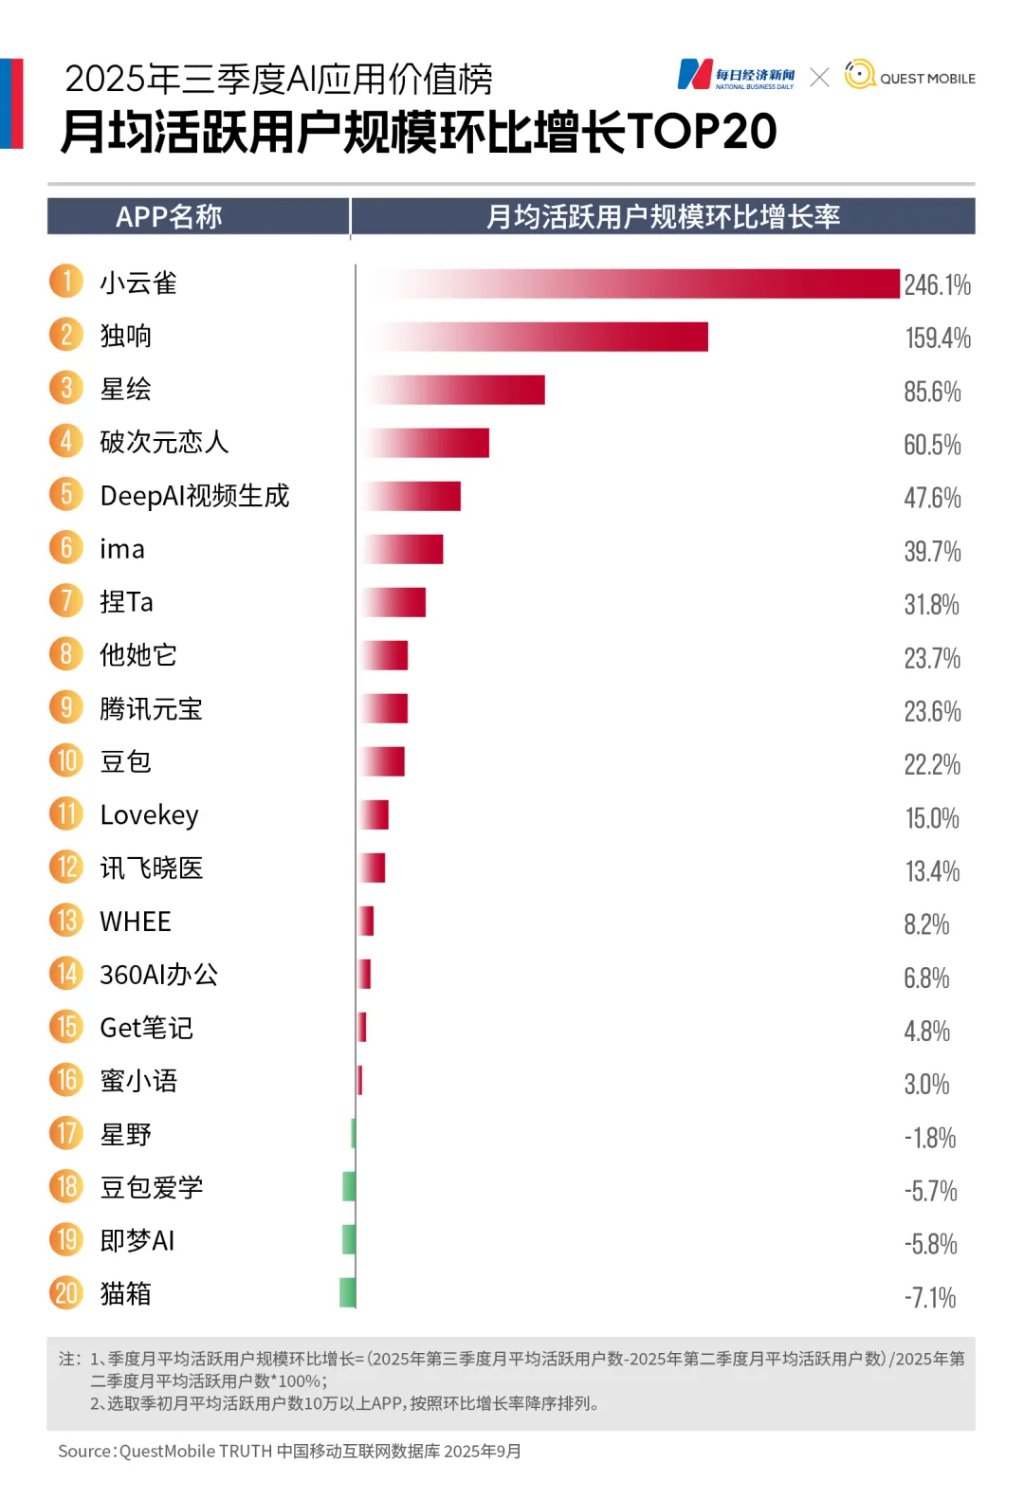 2025年三季度AI应用价值榜
月均活跃用户规模环比增长TOP20
每日经济新闻
NATIONAL BUSINESS DAILY
QUEST MOBILE
APP名称 月均活跃用户规模环比增长率
1 小云雀 246.1%
2 独响 159.4%
3 星绘 85.6%
4 破次元恋人 60.5%
5 DeepAI视频生成 47.6%
6 ima 39.7%
7 捏Ta 31.8%
8 他她它 23.7%
9 腾讯元宝 23.6%
10 豆包 22.2%
11 Lovekey 15.0%
12 讯飞晓医 13.4%
13 WHEE 8.2%
14 360AI办公 6.8%
15 Get笔记 4.8%
16 蜜小语 3.0%
17 星野 -1.8%
18 豆包爱学 -5.7%
19 即梦AI -5.8%
20 猫箱 -7.1%
注：1、季度月平均活跃用户规模环比增长=（2025年第三季度月平均活跃用户数-2025年第二季度月平均活跃用户数）/2025年第
二季度月平均活跃用户数*100%；
2、选取季初月平均活跃用户数10万以上APP，按照环比增长率降序排列。
Source：QuestMobile TRUTH 中国移动互联网数据库 2025年9月